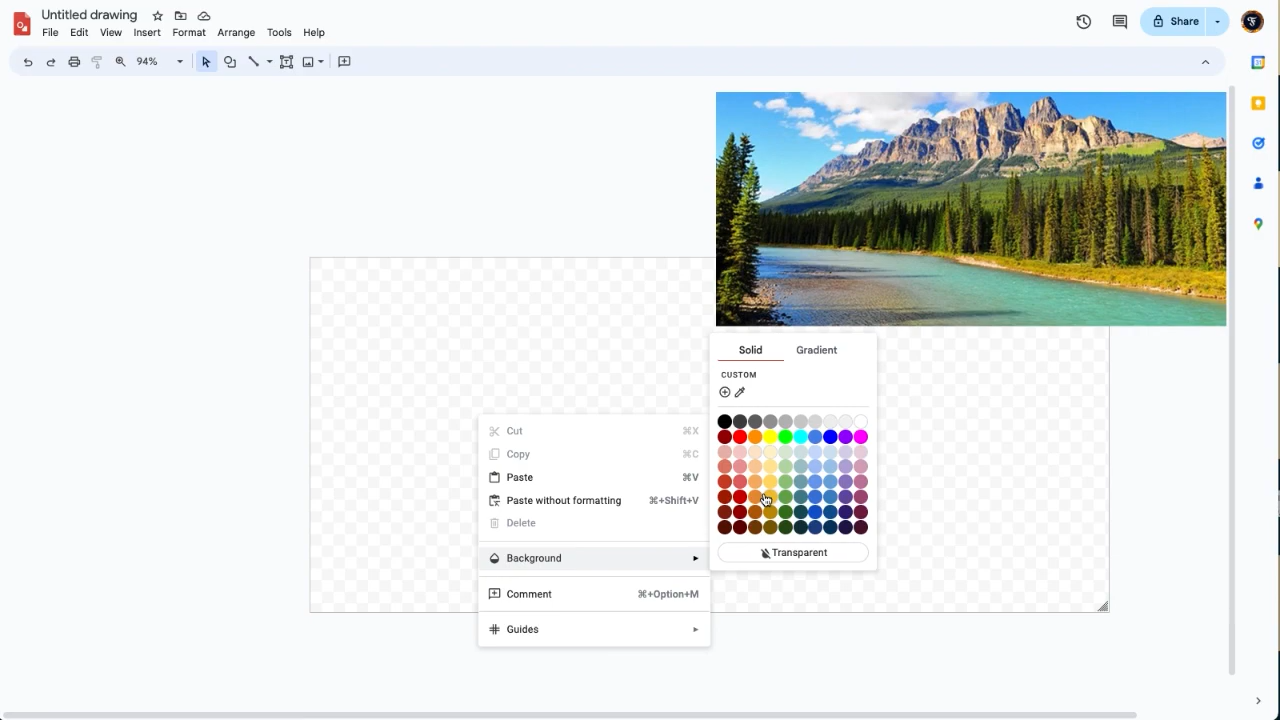 Untitled drawing
File Edit View Insert Format Arrange Tools Help
Share
94%
Solid Gradient
CUSTOM
Cut ⌘X
Copy ⌘C
Paste ⌘V
Paste without formatting ⌘+Shift+V
Delete
Background
Transparent
Comment ⌘+Option+M
Guides